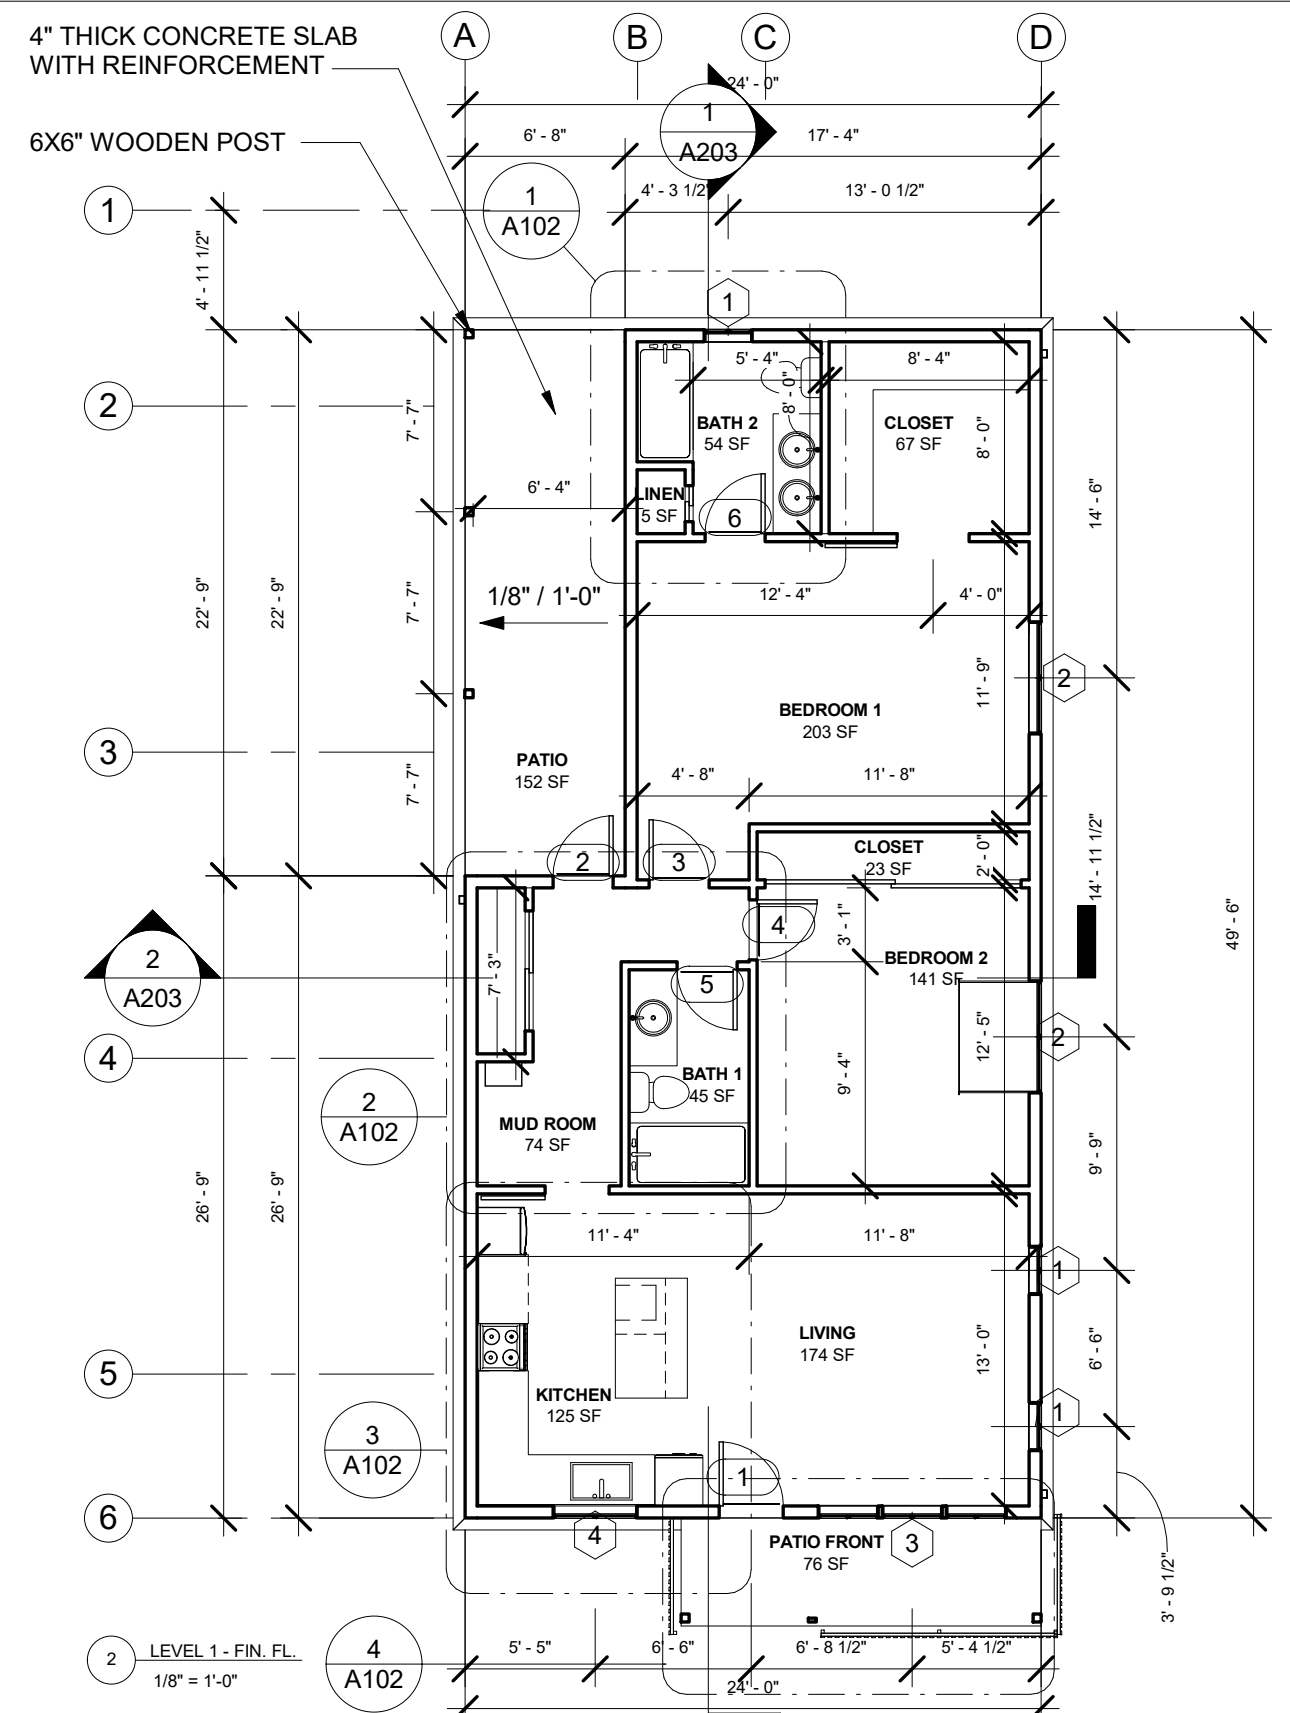 4" THICK CONCRETE SLAB
WITH REINFORCEMENT
6X6" WOODEN POST
A
B
C
D
24' - 0"
6' - 8"
17' - 4"
4' - 3 1/2"
13' - 0 1/2"
1
A203
1
A102
1
4' - 11 1/2"
1
2
7' - 7"
5' - 4"
8' - 4"
8' - 0"
BATH 2
54 SF
CLOSET
67 SF
8' - 0"
6' - 4"
LINEN
5 SF
6
14' - 6"
22' - 9"
22' - 9"
7' - 7"
1/8" / 1'-0"
12' - 4"
4' - 0"
11' - 9"
2
BEDROOM 1
203 SF
3
7' - 7"
PATIO
152 SF
4' - 8"
11' - 8"
2
3
CLOSET
23 SF
2' - 0"
14' - 11 1/2"
49' - 6"
2
A203
7' - 3"
4
3' - 1"
BEDROOM 2
141 SF
5
4
12' - 5"
2
BATH 1
45 SF
9' - 4"
2
A102
MUD ROOM
74 SF
9' - 9"
26' - 9"
26' - 9"
11' - 4"
11' - 8"
1
5
LIVING
174 SF
13' - 0"
6' - 6"
KITCHEN
125 SF
1
3
A102
1
6
4
PATIO FRONT
76 SF
3
3' - 9 1/2"
2
LEVEL 1 - FIN. FL.
1/8" = 1'-0"
4
A102
5' - 5"
6' - 6"
6' - 8 1/2"
5' - 4 1/2"
24' - 0"